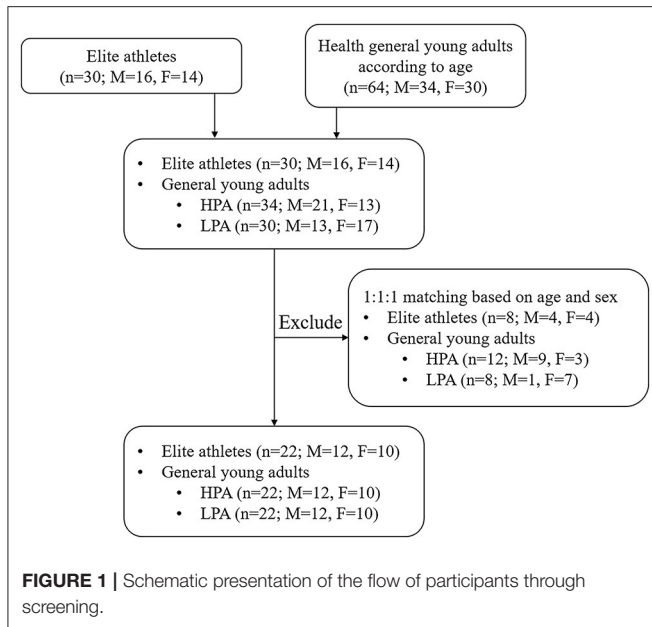 Elite athletes
(n=30; M=16, F=14)
Health general young adults
according to age
(n=64; M=34, F=30)
• Elite athletes (n=30; M=16, F=14)
• General young adults
• HPA (n=34; M=21, F=13)
• LPA (n=30; M=13, F=17)
Exclude
1:1:1 matching based on age and sex
• Elite athletes (n=8; M=4, F=4)
• General young adults
• HPA (n=12; M=9, F=3)
• LPA (n=8; M=1, F=7)
• Elite athletes (n=22; M=12, F=10)
• General young adults
• HPA (n=22; M=12, F=10)
• LPA (n=22; M=12, F=10)
FIGURE 1 | Schematic presentation of the flow of participants through
screening.